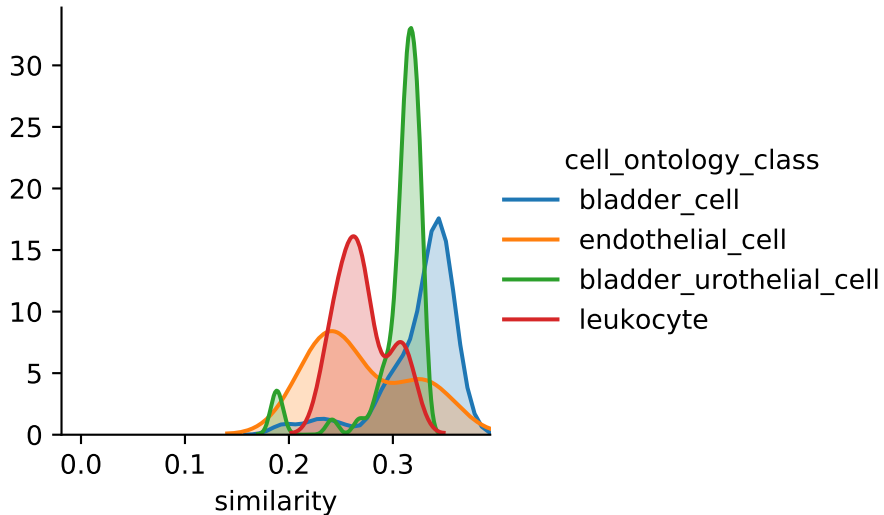 30
25
20
15
10
5
0
0.0 0.1 0.2 0.3
similarity
cell_ontology_class
bladder_cell
endothelial_cell
bladder_urothelial_cell
leukocyte